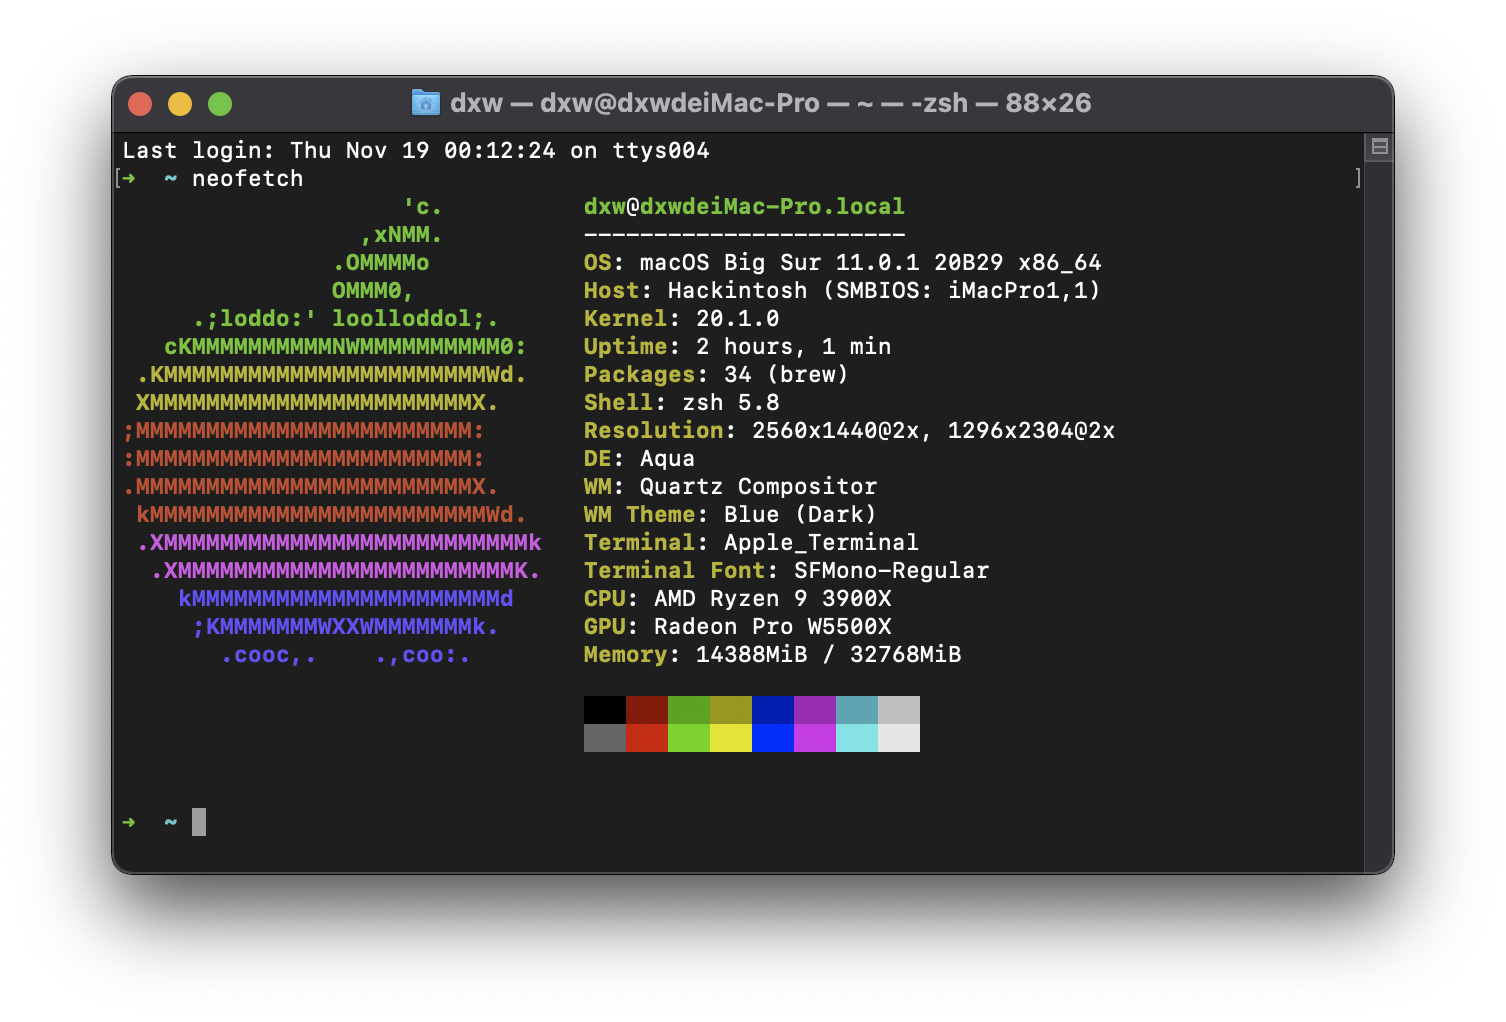 dxw — dxw@dxwdeiMac-Pro — ~ — -zsh — 88×26
Last login: Thu Nov 19 00:12:24 on ttys004
[➜  ~ neofetch ]
'c.
,xNMM.
.OMMMMo
OMMM0,
.;loddo:' loolloddol;.
cKMMMMMMMMMMNWMMMMMMMMMM0:
.KMMMMMMMMMMMMMMMMMMMMMMMWd.
XMMMMMMMMMMMMMMMMMMMMMMMX.
;MMMMMMMMMMMMMMMMMMMMMMMM:
:MMMMMMMMMMMMMMMMMMMMMMMM:
.MMMMMMMMMMMMMMMMMMMMMMMMX.
kMMMMMMMMMMMMMMMMMMMMMMMMWd.
.XMMMMMMMMMMMMMMMMMMMMMMMMMMk
.XMMMMMMMMMMMMMMMMMMMMMMMMK.
kMMMMMMMMMMMMMMMMMMMMMMd
;KMMMMMMMWXXWMMMMMMMk.
.cooc,.    .,coo:.
dxw@dxwdeiMac-Pro.local
-----------------------
OS: macOS Big Sur 11.0.1 20B29 x86_64
Host: Hackintosh (SMBIOS: iMacPro1,1)
Kernel: 20.1.0
Uptime: 2 hours, 1 min
Packages: 34 (brew)
Shell: zsh 5.8
Resolution: 2560x1440@2x, 1296x2304@2x
DE: Aqua
WM: Quartz Compositor
WM Theme: Blue (Dark)
Terminal: Apple_Terminal
Terminal Font: SFMono-Regular
CPU: AMD Ryzen 9 3900X
GPU: Radeon Pro W5500X
Memory: 14388MiB / 32768MiB
➜  ~